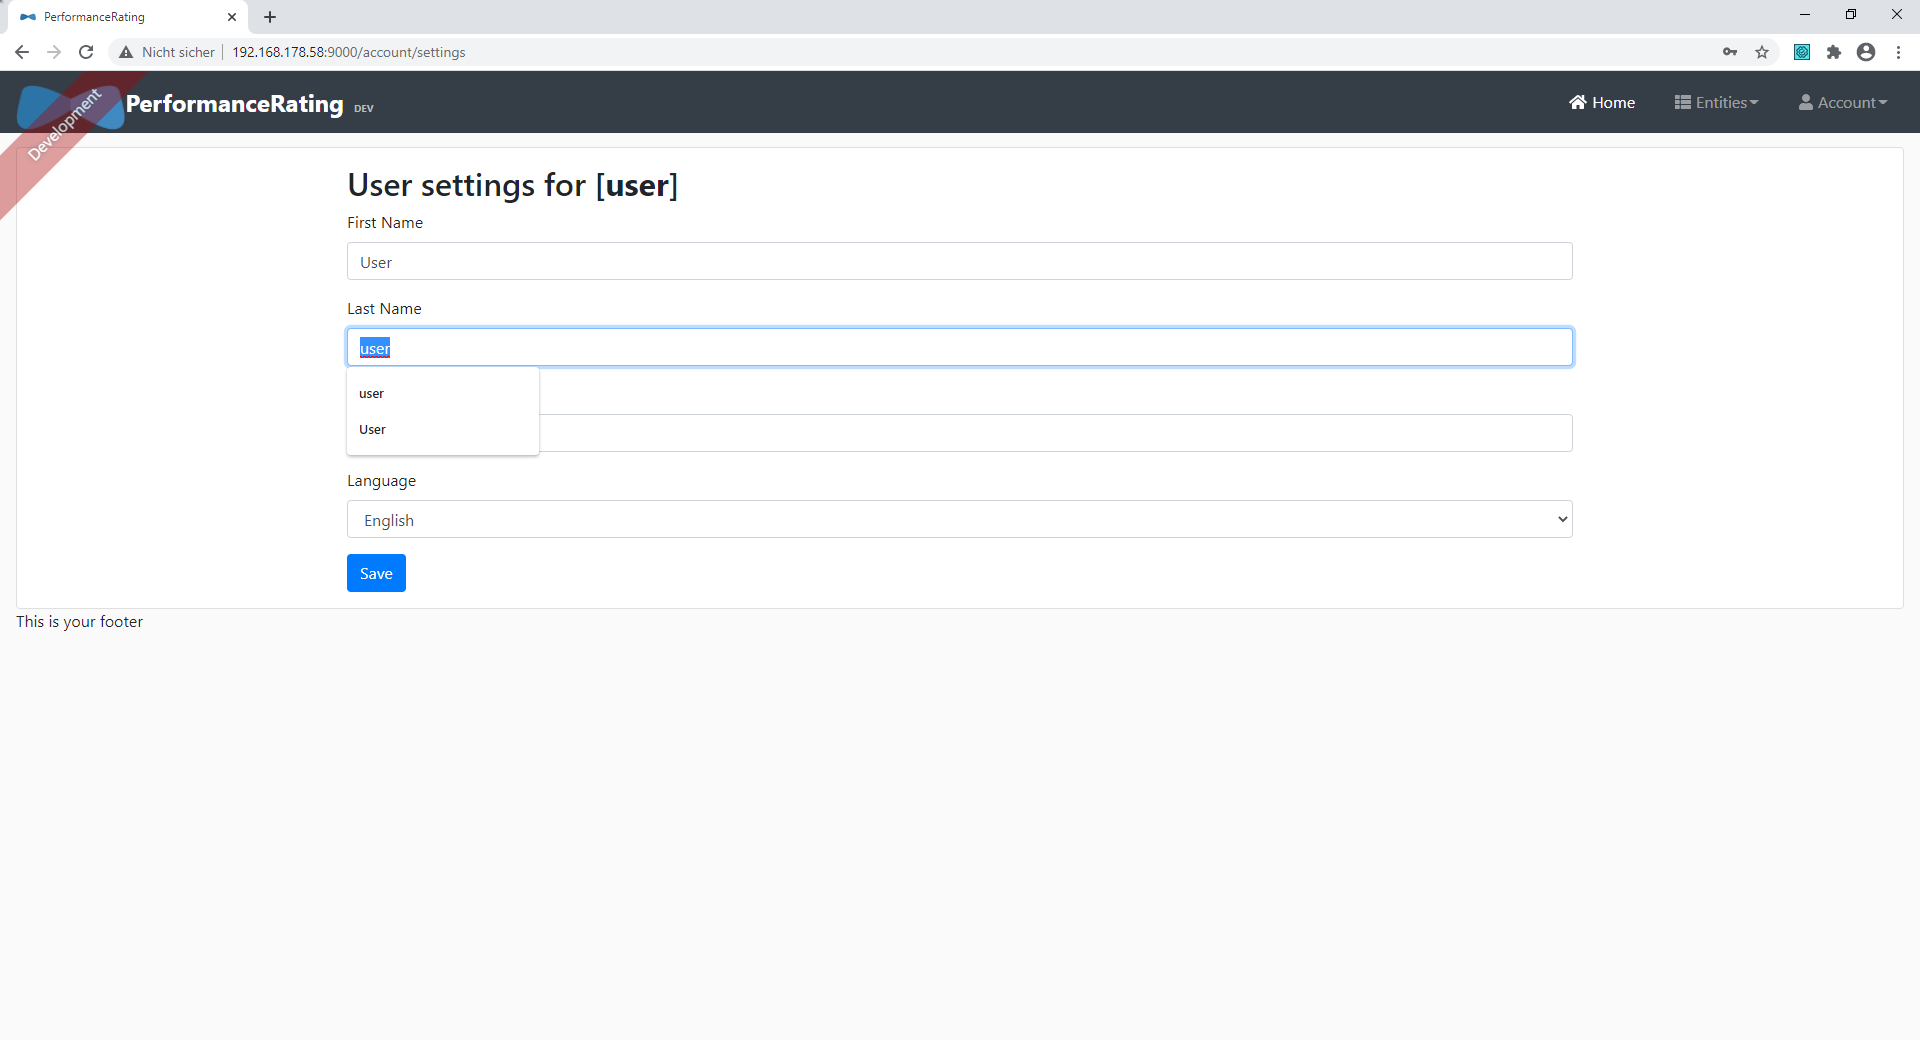 PerformanceRating
Nicht sicher 192.168.178.58:9000/account/settings
Development
PerformanceRating DEV
Home Entities Account
User settings for [user]
First Name
User
Last Name
user
user
User
Language
English
Save
This is your footer